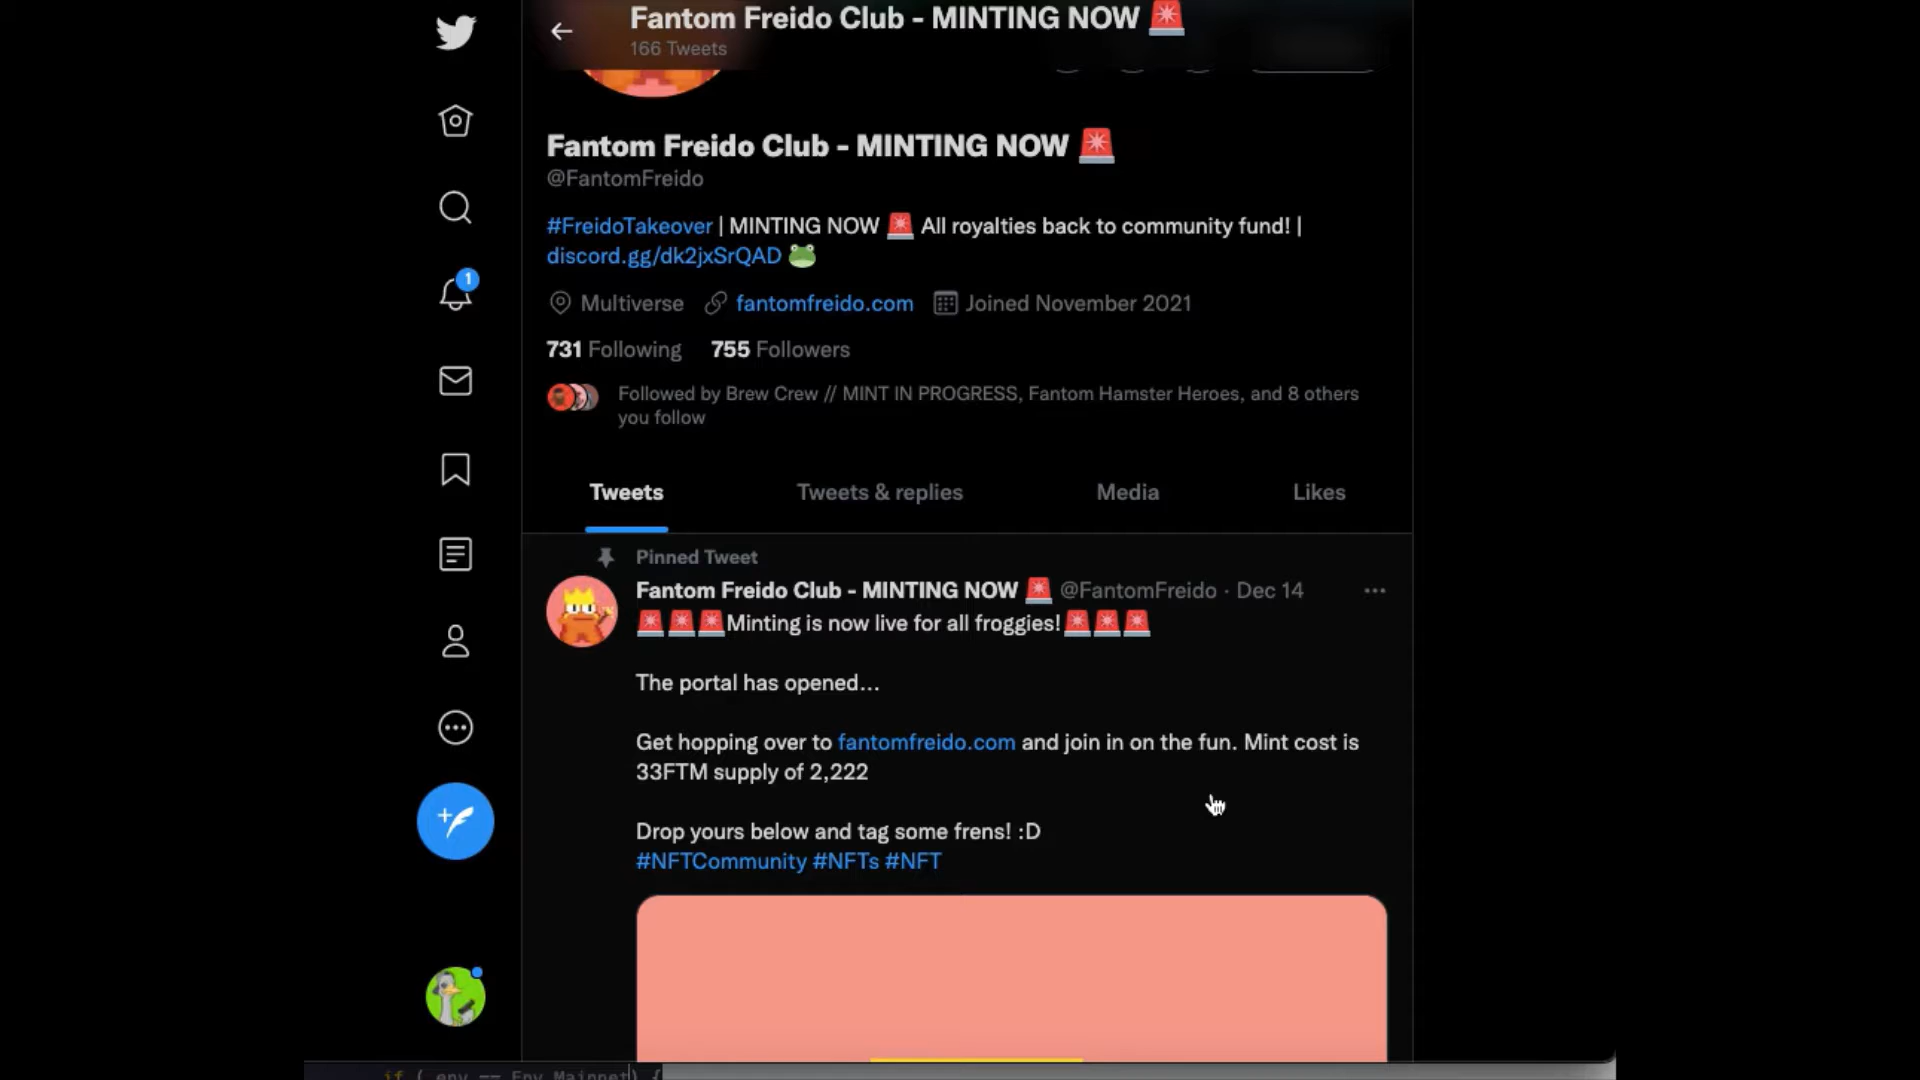 Fantom Freido Club - MINTING NOW 🚨
166 Tweets
Fantom Freido Club - MINTING NOW 🚨
@FantomFreido
#FreidoTakeover | MINTING NOW 🚨 All royalties back to community fund! |
discord.gg/dk2jxSrQAD 🐸
Multiverse fantomfreido.com Joined November 2021
731 Following 755 Followers
Followed by Brew Crew // MINT IN PROGRESS, Fantom Hamster Heroes, and 8 others
you follow
Tweets Tweets & replies Media Likes
Pinned Tweet
Fantom Freido Club - MINTING NOW 🚨 @FantomFreido · Dec 14
🚨🚨🚨Minting is now live for all froggies!🚨🚨🚨
The portal has opened...
Get hopping over to fantomfreido.com and join in on the fun. Mint cost is
33FTM supply of 2,222
Drop yours below and tag some frens! :D
#NFTCommunity #NFTs #NFT
1
if (_env == Env.Mainnet) {